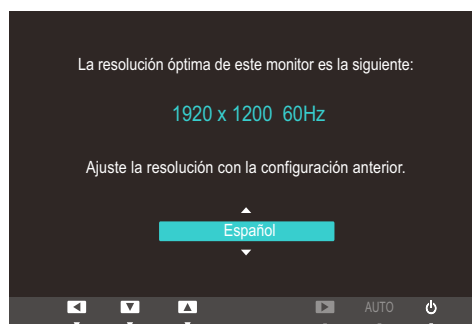 La resolución óptima de este monitor es la siguiente:
1920 x 1200 60Hz
Ajuste la resolución con la configuración anterior.
Español
AUTO